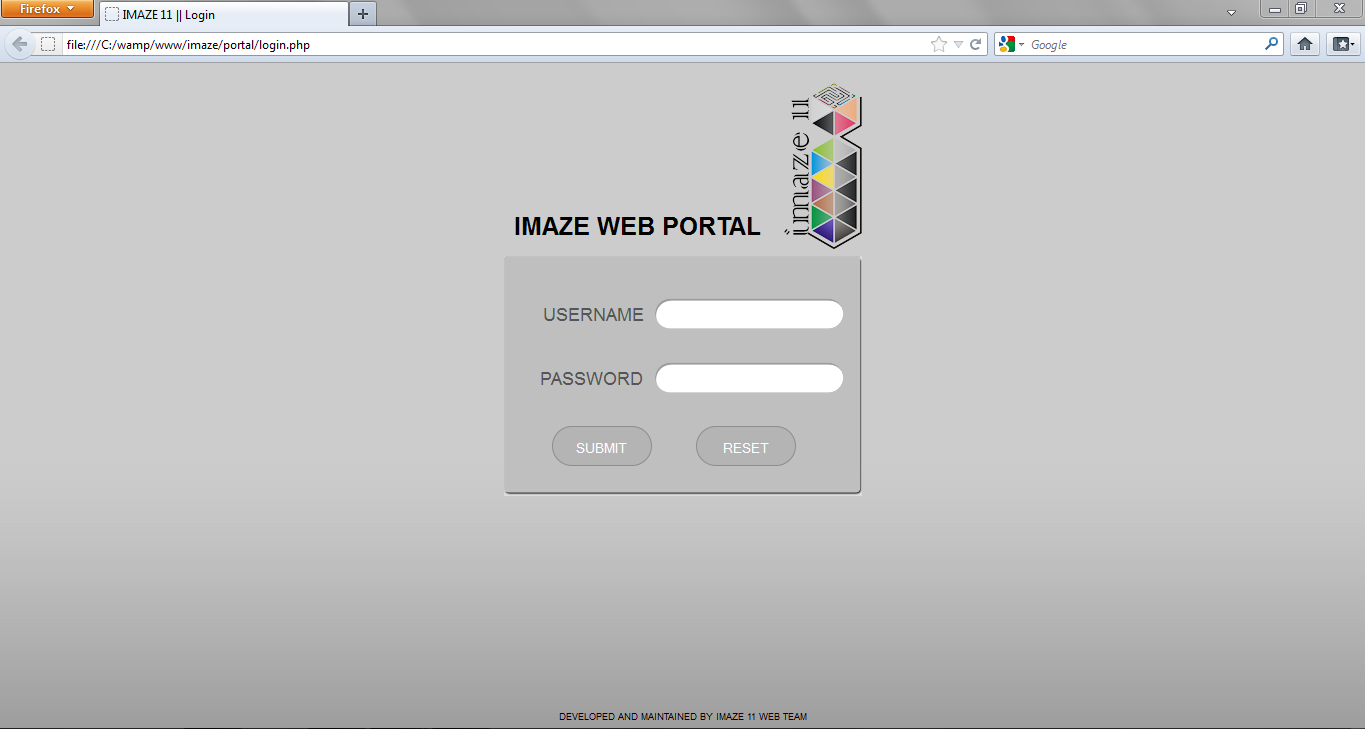 Firefox
IMAZE 11 || Login
file:///C:/wamp/www/imaze/portal/login.php
Google
imaze 11
IMAZE WEB PORTAL
USERNAME
PASSWORD
SUBMIT RESET
DEVELOPED AND MAINTAINED BY IMAZE 11 WEB TEAM